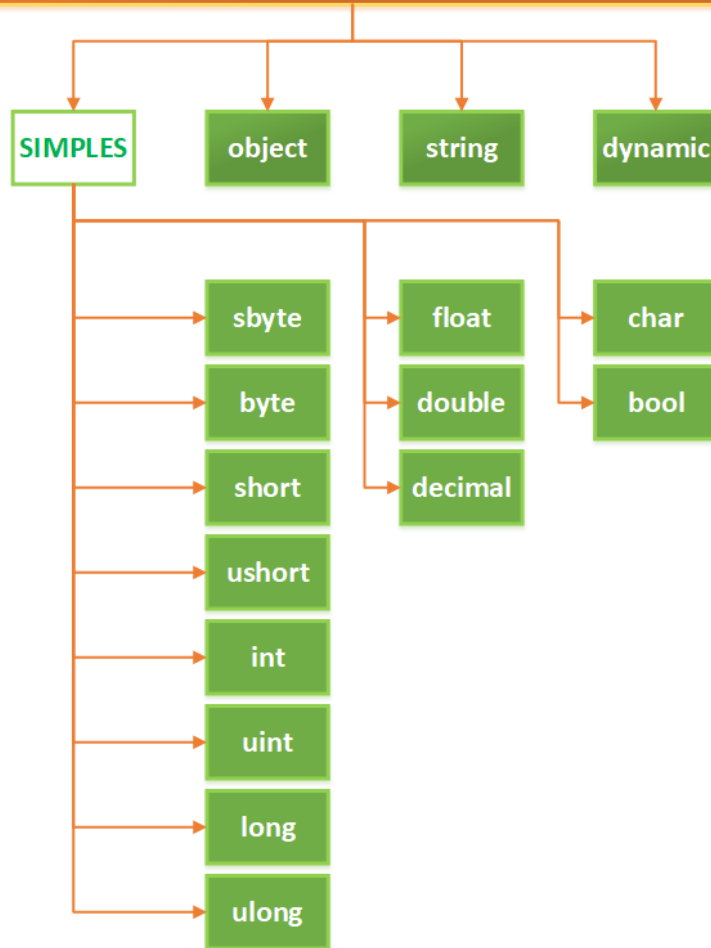 SIMPLES
object
string
dynamic
sbyte
float
char
byte
double
bool
short
decimal
ushort
int
uint
long
ulong